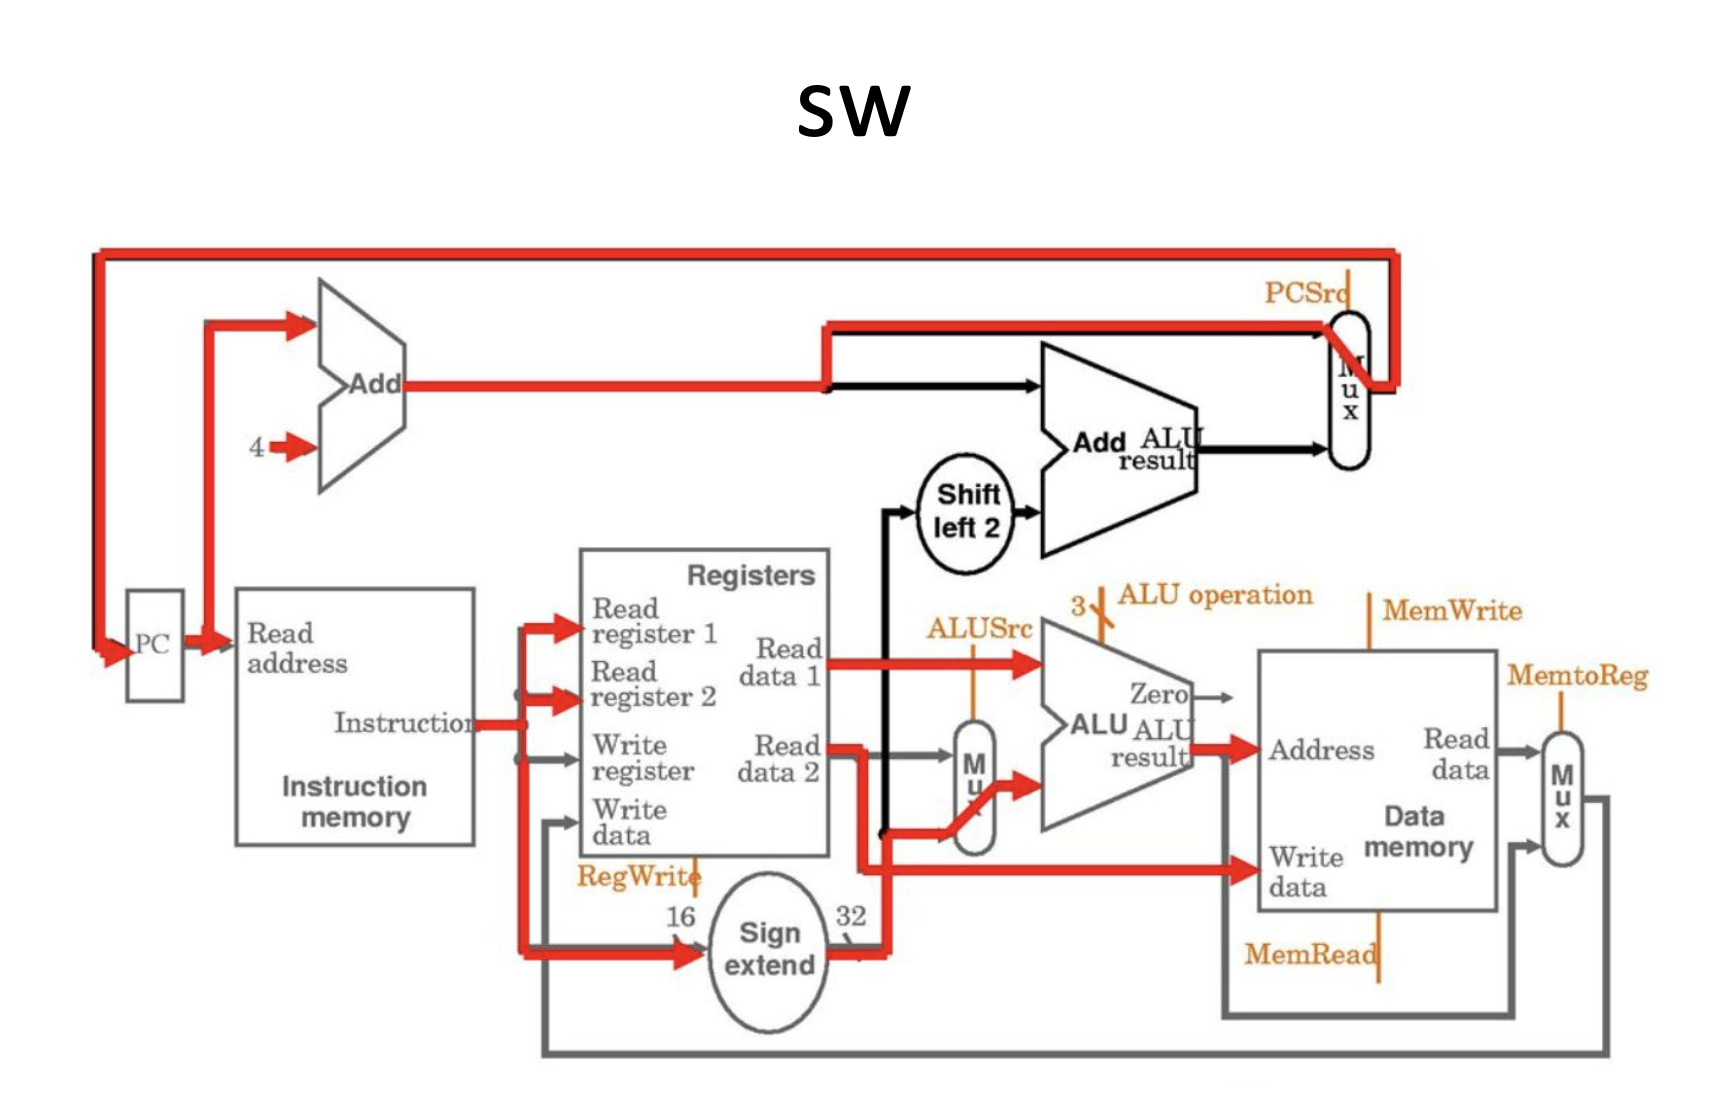 SW
PCSrc
M
u
x
Add
4
Add
ALU
result
Shift
left 2
PC
Read
address
Instruction
Instruction
memory
Registers
Read
register 1
Read
register 2
Write
register
Write
data
Read
data 1
Read
data 2
RegWrite
16
Sign
extend
32
ALUSrc
M
u
x
3
ALU operation
Zero
ALU
ALU
result
MemWrite
Address
Read
data
Data
memory
Write
data
MemRead
MemtoReg
M
u
x